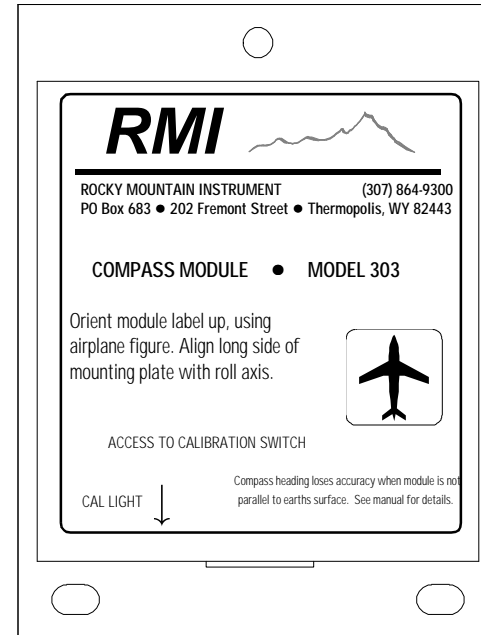 RMI
ROCKY MOUNTAIN INSTRUMENT (307) 864-9300
PO Box 683 ● 202 Fremont Street ● Thermopolis, WY 82443
COMPASS MODULE ● MODEL 303
Orient module label up, using
airplane figure. Align long side of
mounting plate with roll axis.
ACCESS TO CALIBRATION SWITCH
Compass heading loses accuracy when module is not
parallel to earths surface. See manual for details.
CAL LIGHT